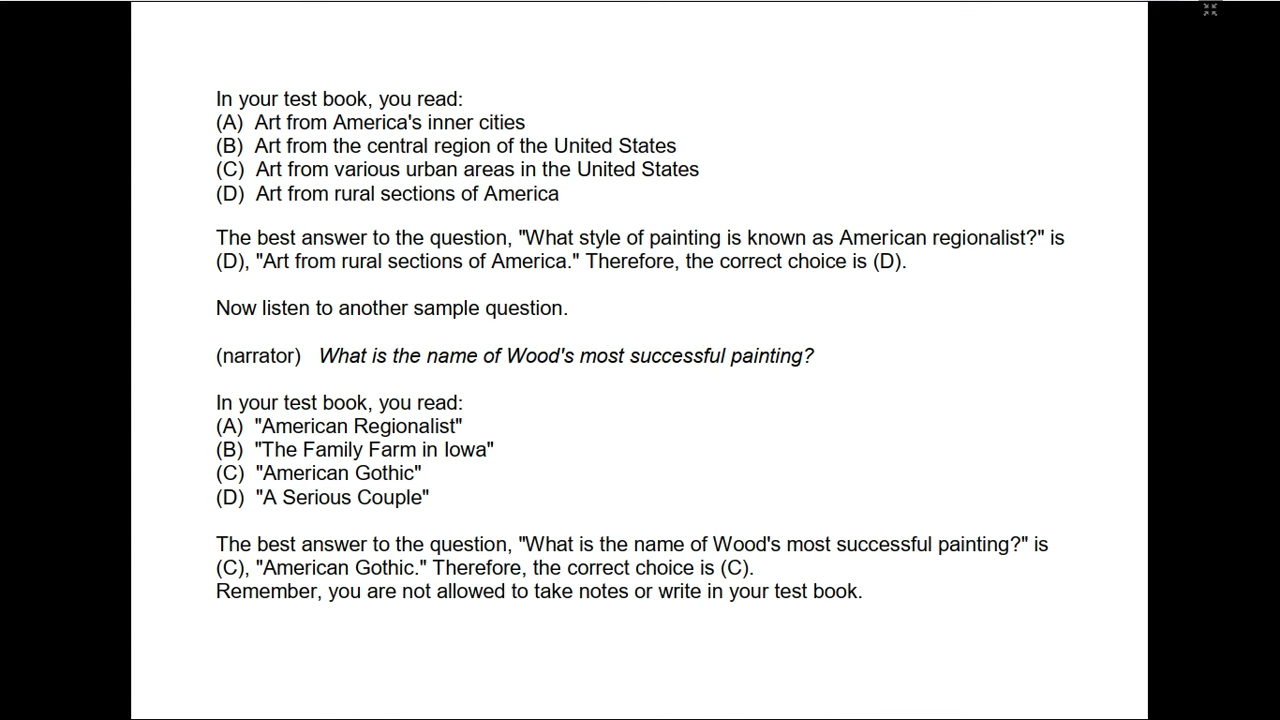 In your test book, you read:
(A) Art from America's inner cities
(B) Art from the central region of the United States
(C) Art from various urban areas in the United States
(D) Art from rural sections of America
The best answer to the question, "What style of painting is known as American regionalist?" is
(D), "Art from rural sections of America." Therefore, the correct choice is (D).
Now listen to another sample question.
(narrator) What is the name of Wood's most successful painting?
In your test book, you read:
(A) "American Regionalist"
(B) "The Family Farm in Iowa"
(C) "American Gothic"
(D) "A Serious Couple"
The best answer to the question, "What is the name of Wood's most successful painting?" is
(C), "American Gothic." Therefore, the correct choice is (C).
Remember, you are not allowed to take notes or write in your test book.